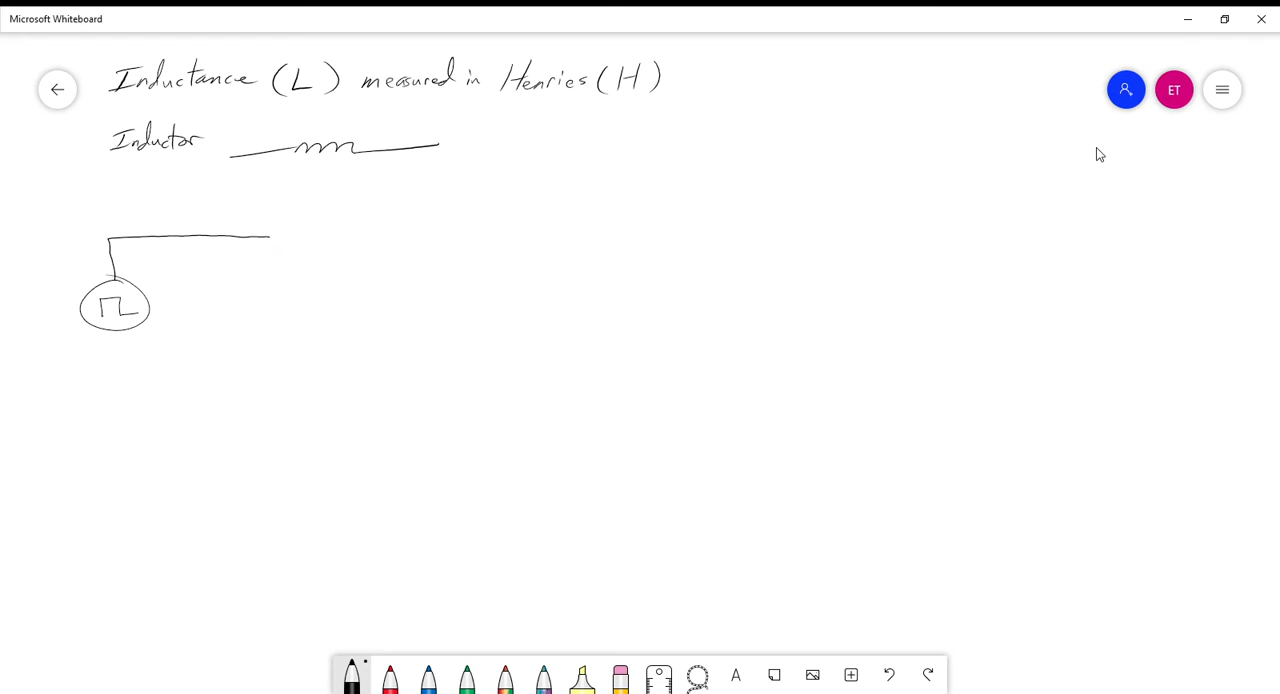 Microsoft Whiteboard
Inductance (L) measured in Henries (H)
ET
Inductor
A